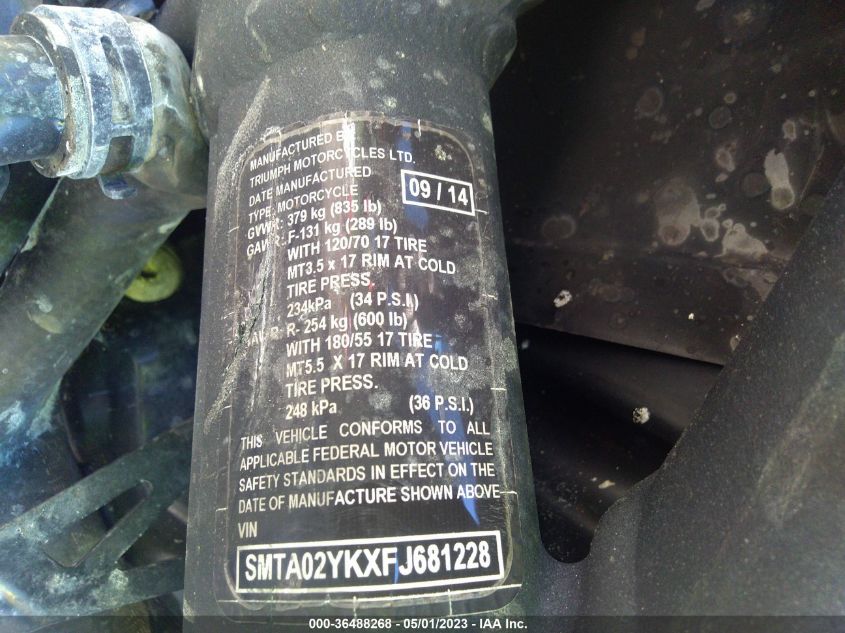 MANUFACTURED BY:
TRIUMPH MOTORCYCLES LTD.
DATE MANUFACTURED 09 / 14
TYPE: MOTORCYCLE
GVWR: 379 kg (835 lb)
GAWR: F-131 kg (289 lb)
WITH 120/70 17 TIRE
MT3.5 x 17 RIM AT COLD
TIRE PRESS.
234kPa (34 P.S.I.)
GAWR: R- 254 kg (600 lb)
WITH 180/55 17 TIRE
MT5.5 X 17 RIM AT COLD
TIRE PRESS.
248 kPa (36 P.S.I.)
THIS VEHICLE CONFORMS TO ALL
APPLICABLE FEDERAL MOTOR VEHICLE
SAFETY STANDARDS IN EFFECT ON THE
DATE OF MANUFACTURE SHOWN ABOVE
VIN
SMTA02YKXFJ681228
000-36488268 - 05/01/2023 - IAA Inc.